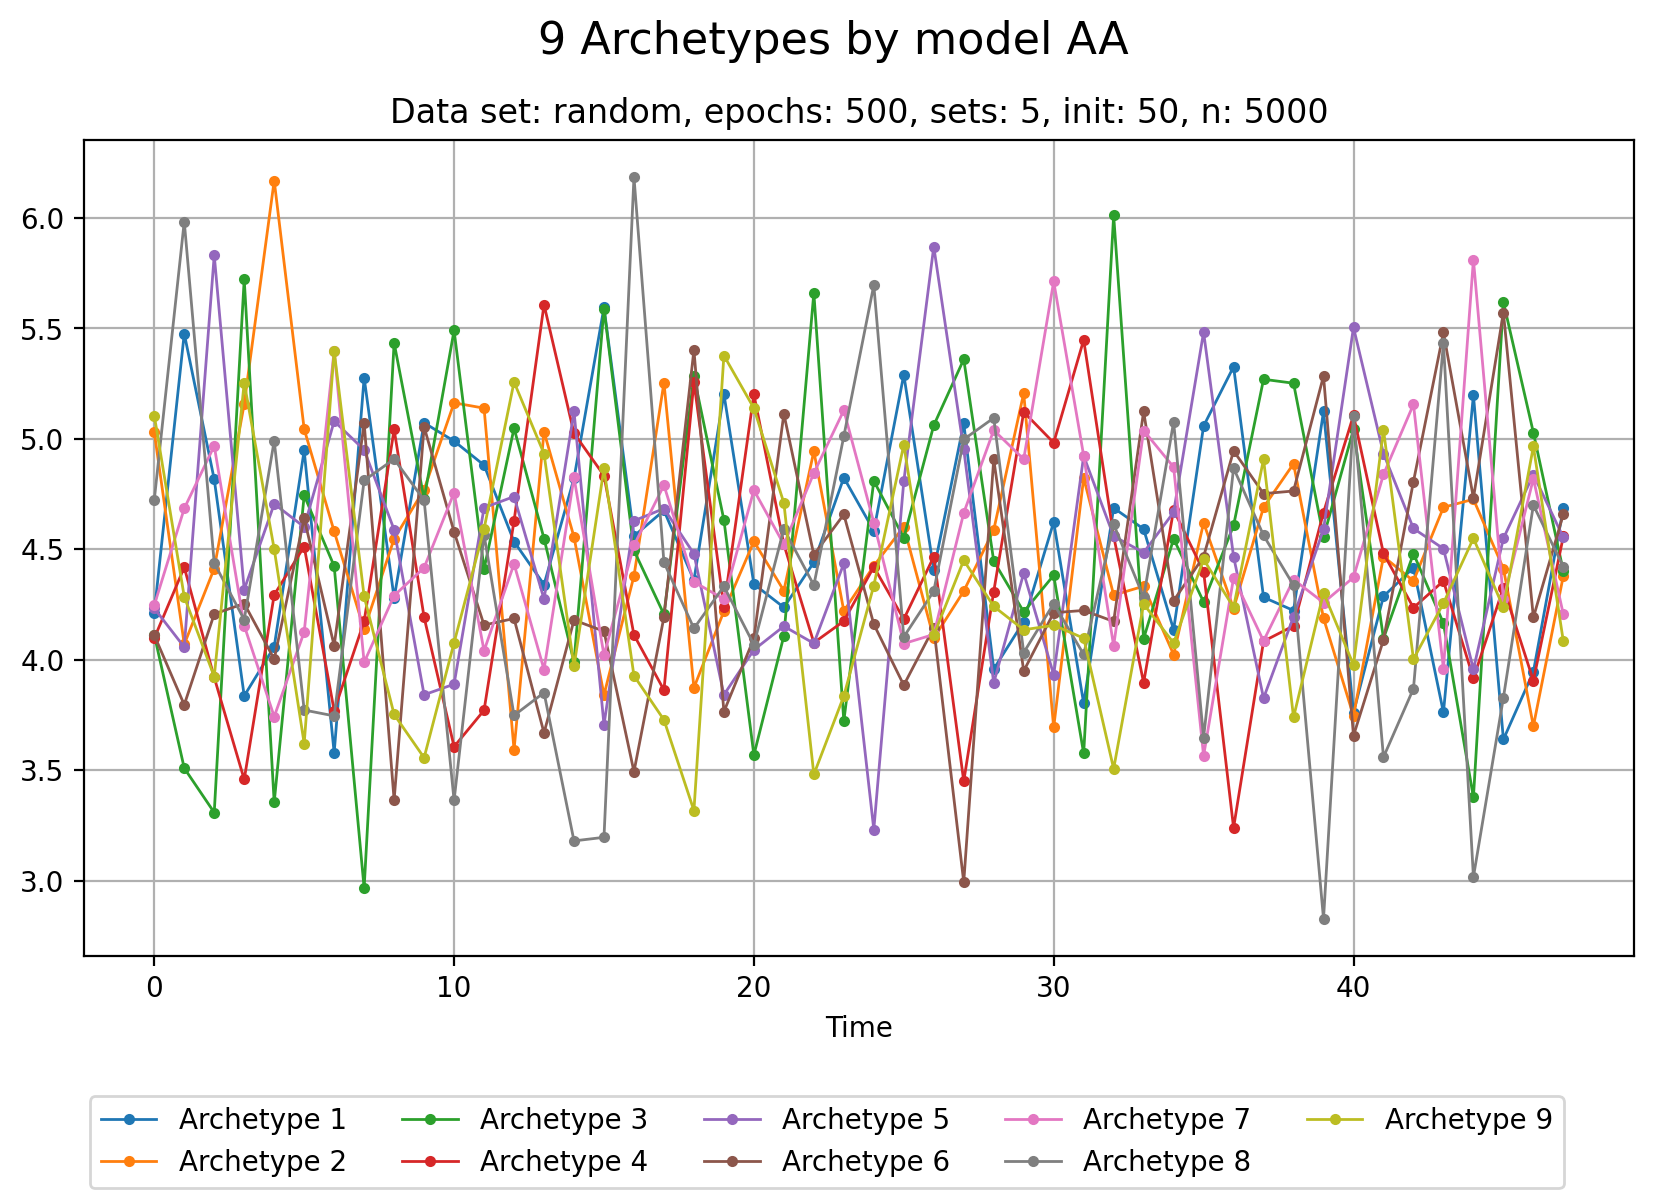 9 Archetypes by model AA
Data set: random, epochs: 500, sets: 5, init: 50, n: 5000
6.0
5.5
5.0
4.5
4.0
3.5
3.0
0 10 20 30 40
Time
Archetype 1 Archetype 3 Archetype 5 Archetype 7 Archetype 9
Archetype 2 Archetype 4 Archetype 6 Archetype 8